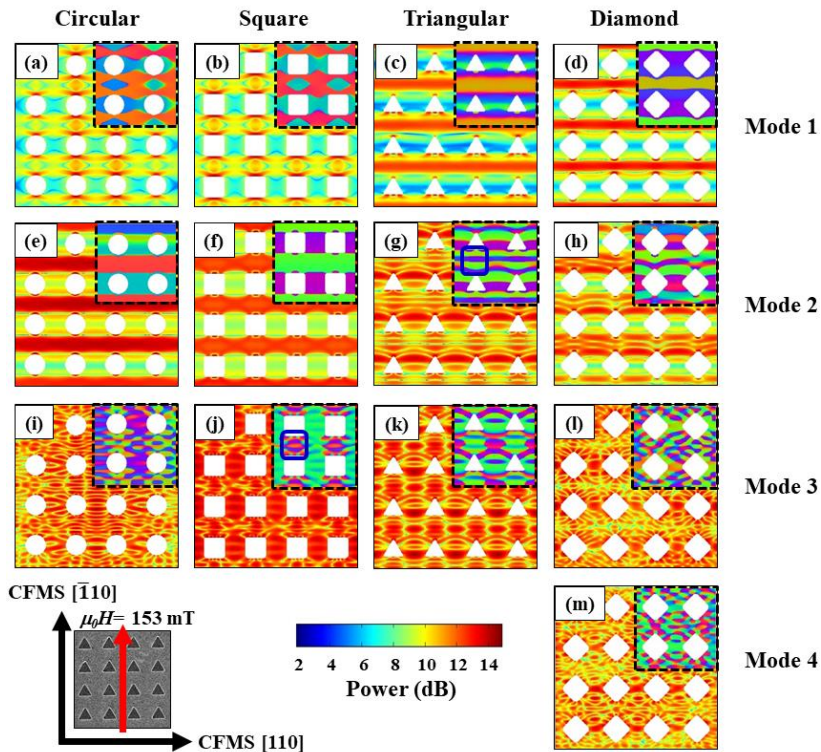 Circular Square Triangular Diamond
(a) (b) (c) (d) Mode 1
(e) (f) (g) (h) Mode 2
(i) (j) (k) (l) Mode 3
CFMS [1̅10]
μ₀H= 153 mT
2 4 6 8 10 12 14
Power (dB)
CFMS [110]
(m) Mode 4